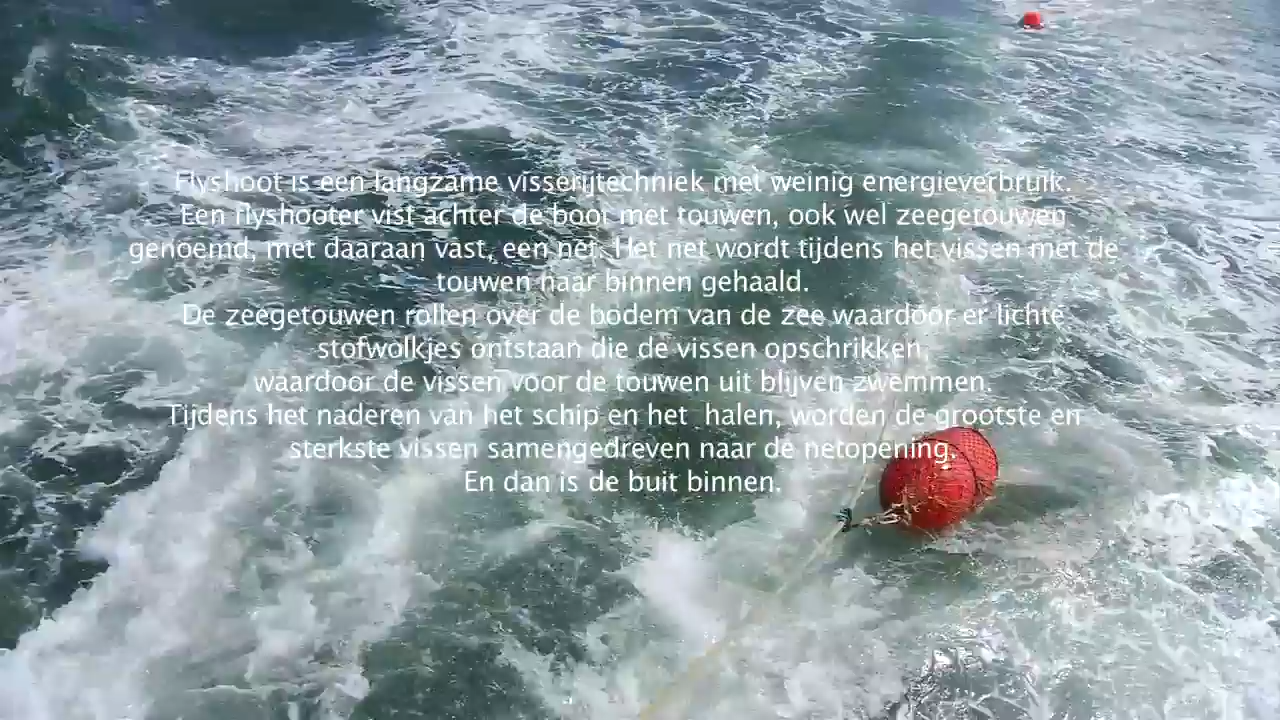 Flyshoot is een langzame visserijtechniek met weinig energieverbruik.
Een flyshooter vist achter de boot met touwen, ook wel zeegetouwen
genoemd, met daaraan vast, een net. Het net wordt tijdens het vissen met de
touwen naar binnen gehaald.
De zeegetouwen rollen over de bodem van de zee waardoor er lichte
stofwolkjes ontstaan die de vissen opschrikken,
waardoor de vissen voor de touwen uit blijven zwemmen.
Tijdens het naderen van het schip en het  halen, worden de grootste en
sterkste vissen samengedreven naar de netopening.
En dan is de buit binnen.